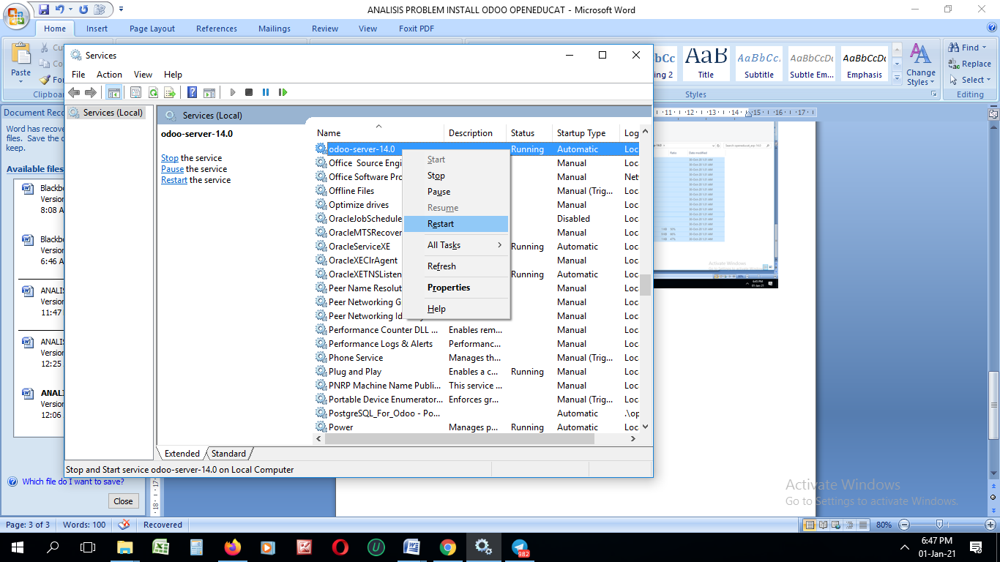 ANALISIS PROBLEM INSTALL ODOO OPENEDUCAT - Microsoft Word
Home Insert Page Layout References Mailings Review View Foxit PDF
Paste
Clipboa
Title
Subtitle
Subtle Em...
Emphasis
Change Styles
Find
Replace
Select
Styles
Editing
Document Reco
Word has recove
files. Save the o
keep.
Available files
Blackbo
Version
8:08 A
Blackbo
Version
6:46 A
ANALIS
Version
11:47
ANALIS
Version
12:25
ANALI
Version
12:06
Which file do I want to save?
Close
Services
File Action View Help
Services (Local)
Services (Local)
odoo-server-14.0
Stop the service
Pause the service
Restart the service
Name Description Status Startup Type Log
odoo-server-14.0 Running Automatic Loc
Office Source Engi Manual Loc
Office Software Pro Manual Net
Offline Files Manual (Trig... Loc
Optimize drives Manual Loc
OracleJobSchedule Disabled Loc
OracleMTSRecover Manual Loc
OracleServiceXE Running Automatic Loc
OracleXEClrAgent Manual Loc
OracleXETNSListen Running Automatic Loc
Peer Name Resolut Manual Loc
Peer Networking G Manual Loc
Peer Networking Id Manual Loc
Performance Counter DLL ... Enables rem... Manual Loc
Performance Logs & Alerts Performanc... Manual Loc
Phone Service Manages th... Manual (Trig... Loc
Plug and Play Enables a c... Running Manual Loc
PNRP Machine Name Publi... This service ... Manual Loc
Portable Device Enumerator... Enforces gr... Manual (Trig... Loc
PostgreSQL_For_Odoo - Po... Automatic .\op
Power Manages p... Running Automatic Loc
Start
Stop
Pause
Resume
Restart
All Tasks
Refresh
Properties
Help
Extended Standard
Stop and Start service odoo-server-14.0 on Local Computer
Activate Windows
Go to Settings to activate Windows.
Page: 3 of 3 Words: 100 Recovered 80%
982
6:47 PM
01-Jan-21